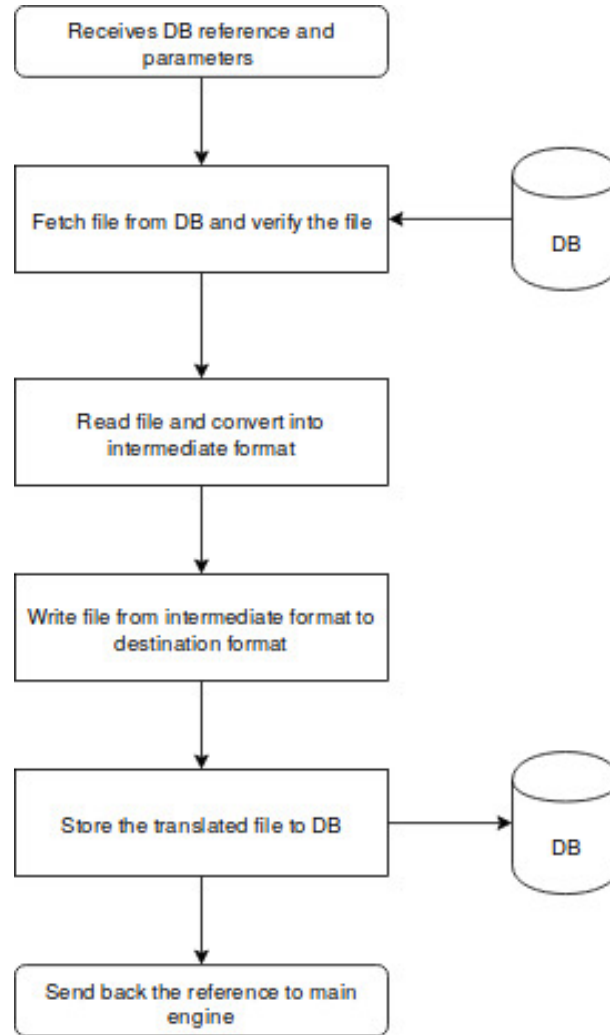 Receives DB reference and
parameters
Fetch file from DB and verify the file
DB
Read file and convert into
intermediate format
Write file from intermediate format to
destination format
Store the translated file to DB
DB
Send back the reference to main
engine